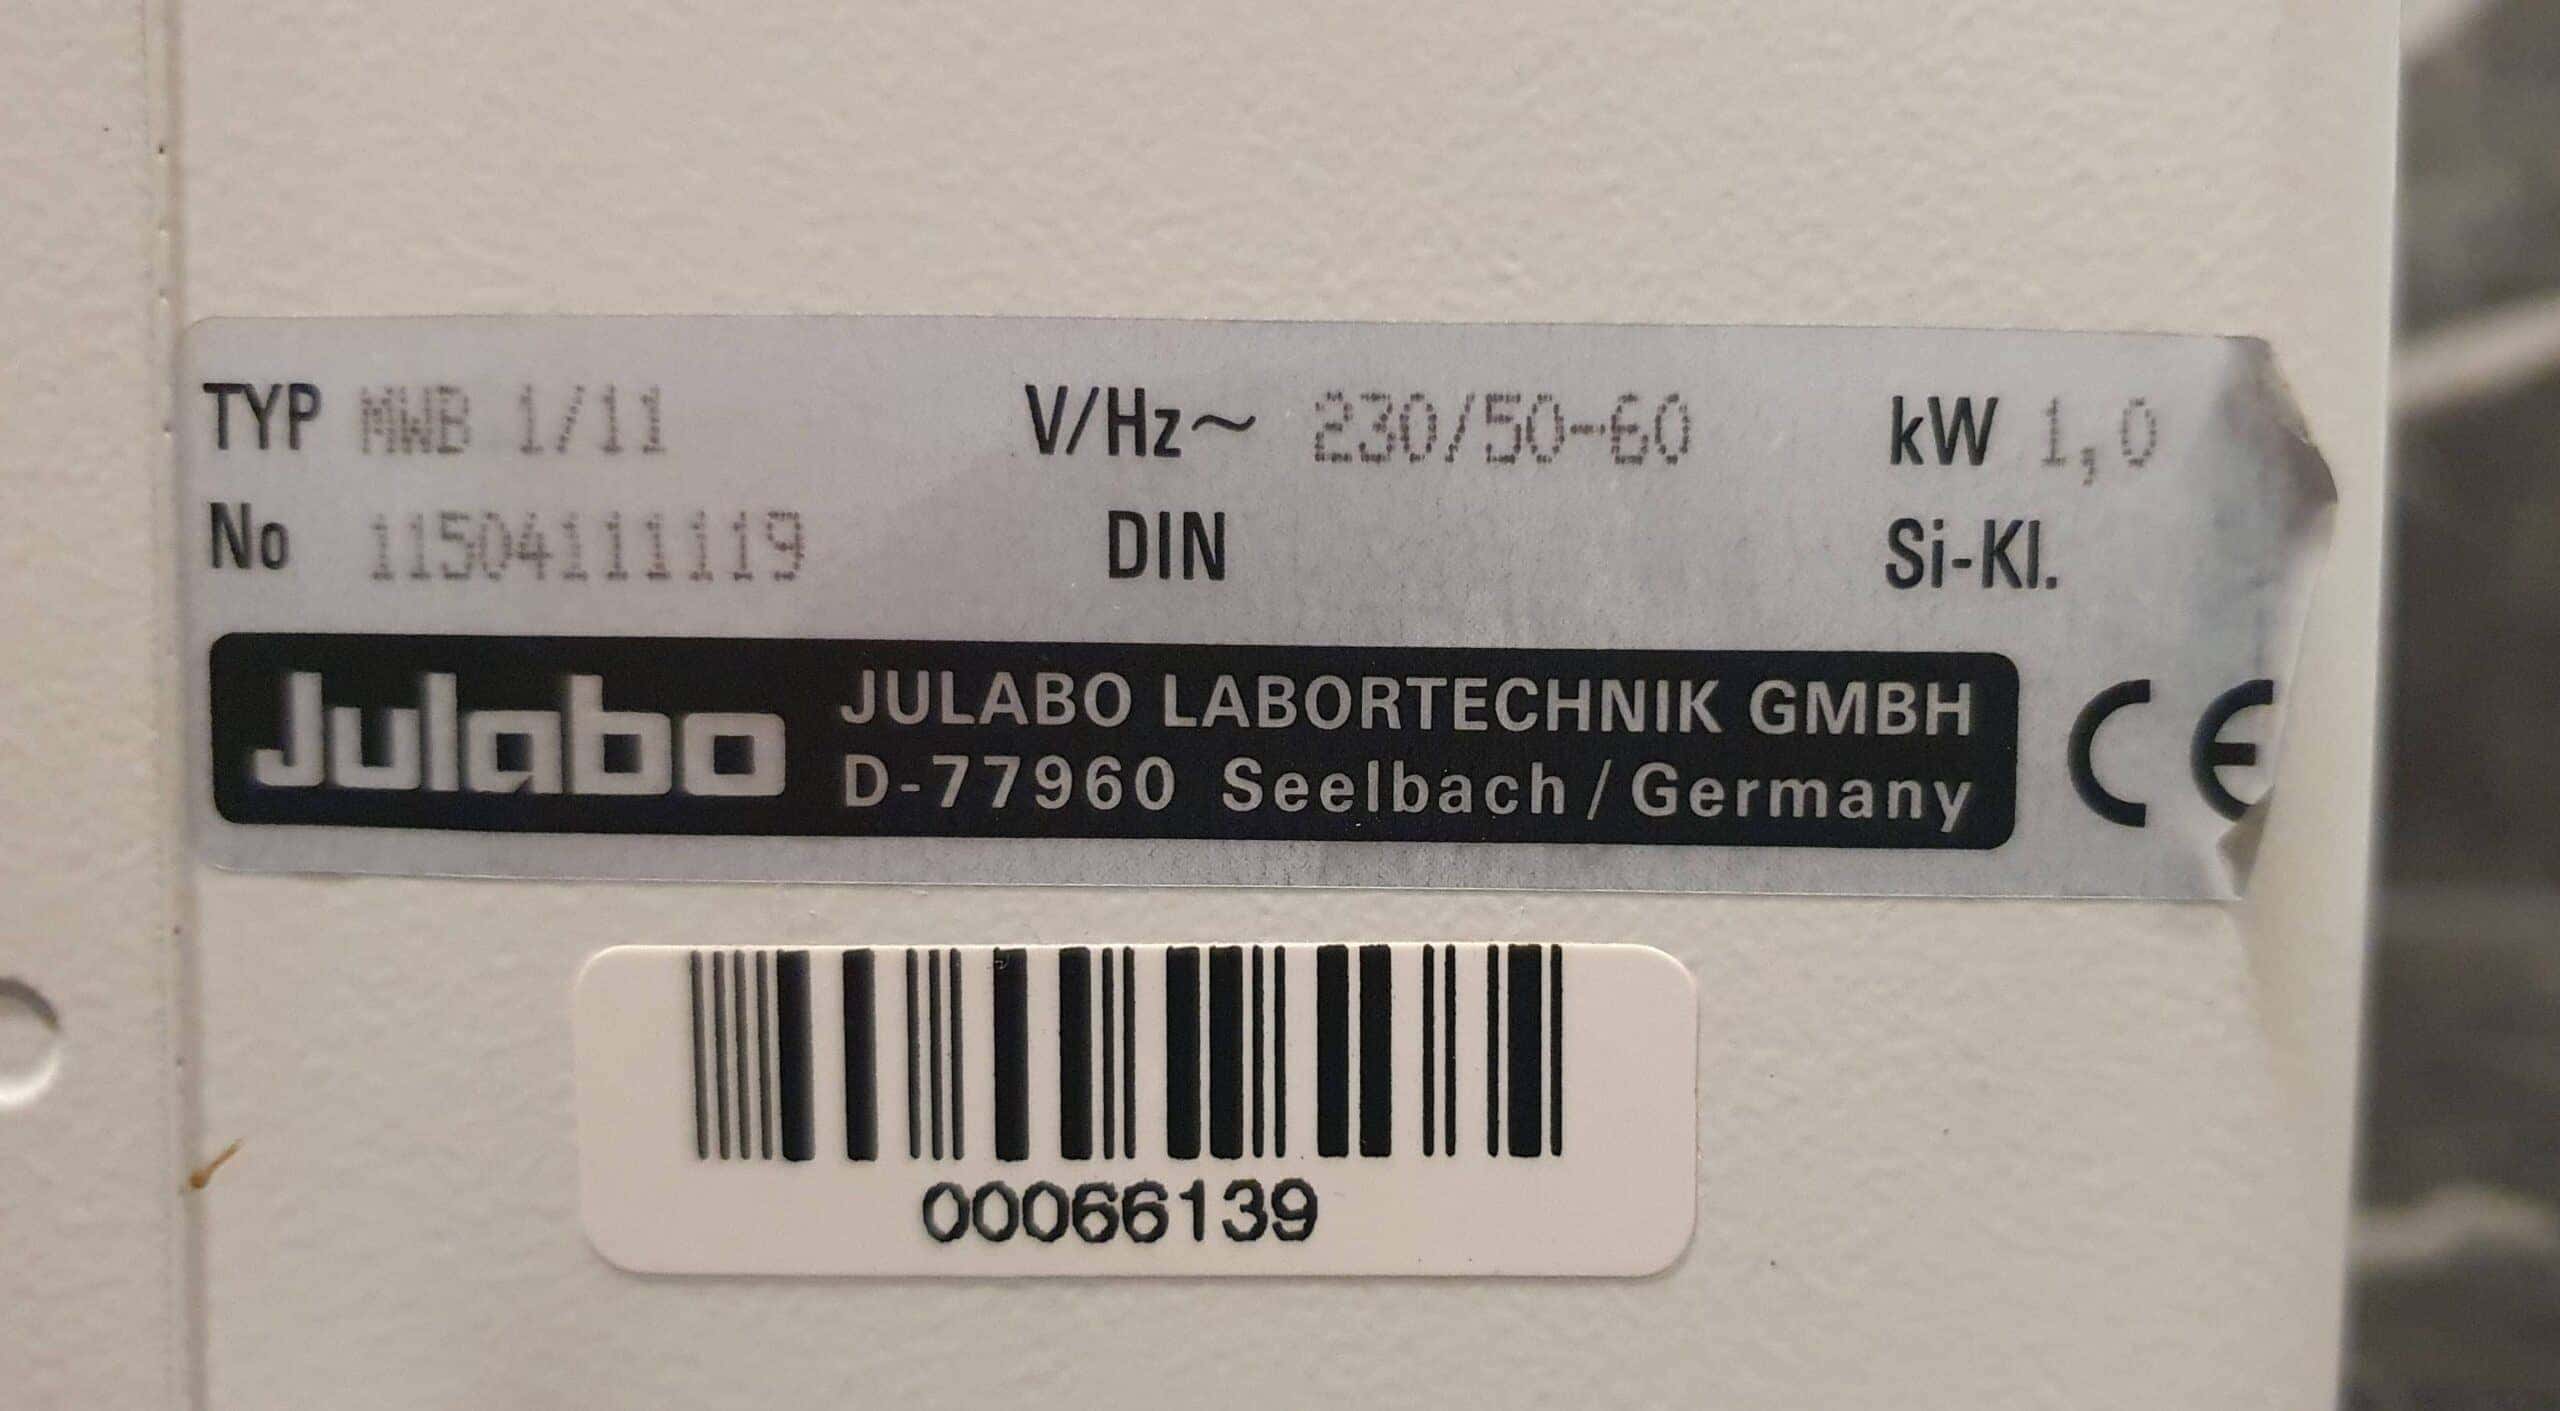 TYP MWB 1/11 V/Hz~ 230/50-60 kW 1,0
No 11504111119 DIN Si-Kl.
Julabo JULABO LABORTECHNIK GMBH CE
D-77960 Seelbach/Germany
00066139